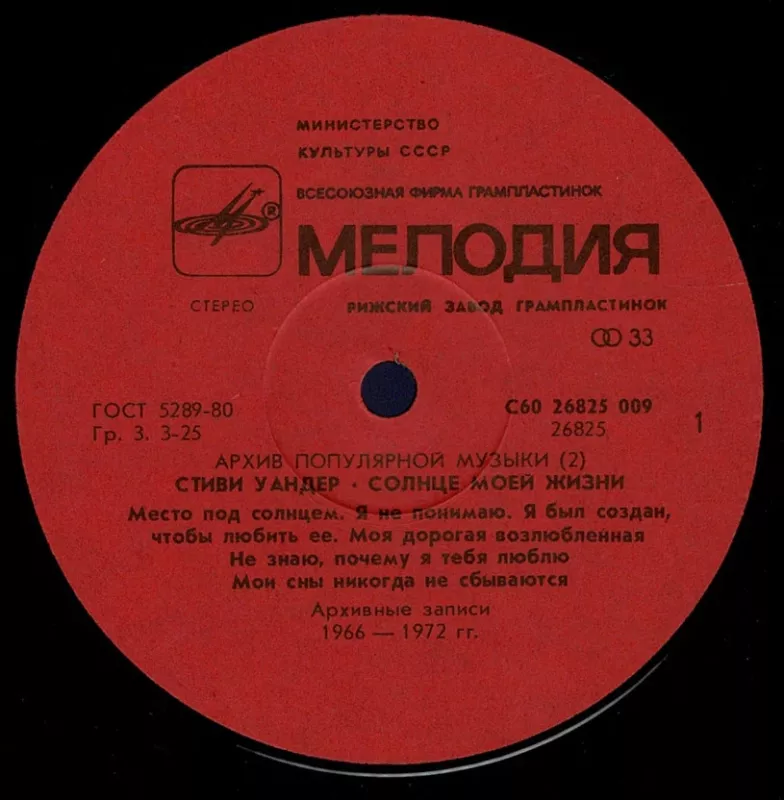 МИНИСТЕРСТВО
КУЛЬТУРЫ СССР
ВСЕСОЮЗНАЯ ФИРМА ГРАМПЛАСТИНОК
®
МЕЛОДИЯ
СТЕРЕО
РИЖСКИЙ ЗАВОД ГРАМПЛАСТИНОК
33
ГОСТ 5289-80
С60 26825 009
Гр. 3. 3-25
26825
1
АРХИВ ПОПУЛЯРНОЙ МУЗЫКИ (2)
СТИВИ УАНДЕР · СОЛНЦЕ МОЕЙ ЖИЗНИ
Место под солнцем. Я не понимаю. Я был создан,
чтобы любить ее. Моя дорогая возлюбленная
Не знаю, почему я тебя люблю
Мои сны никогда не сбываются
Архивные записи
1966 — 1972 гг.